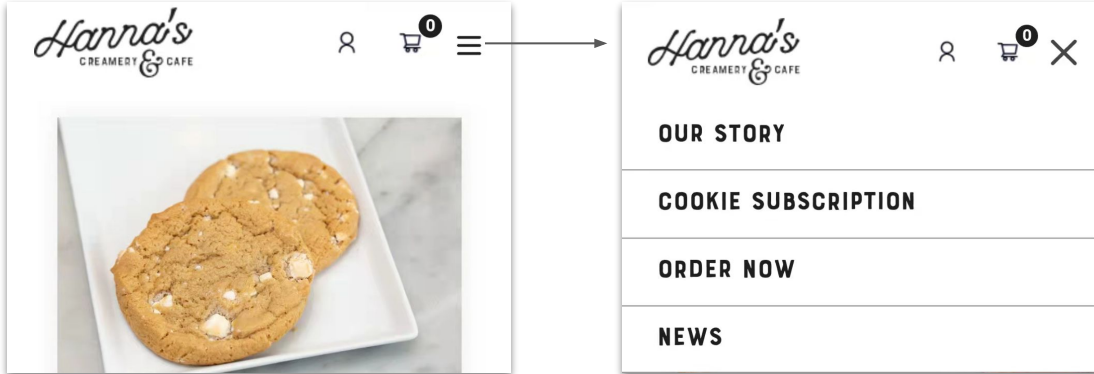 Hanna's
CREAMERY & CAFE
0
Hanna's
CREAMERY & CAFE
0
OUR STORY
COOKIE SUBSCRIPTION
ORDER NOW
NEWS